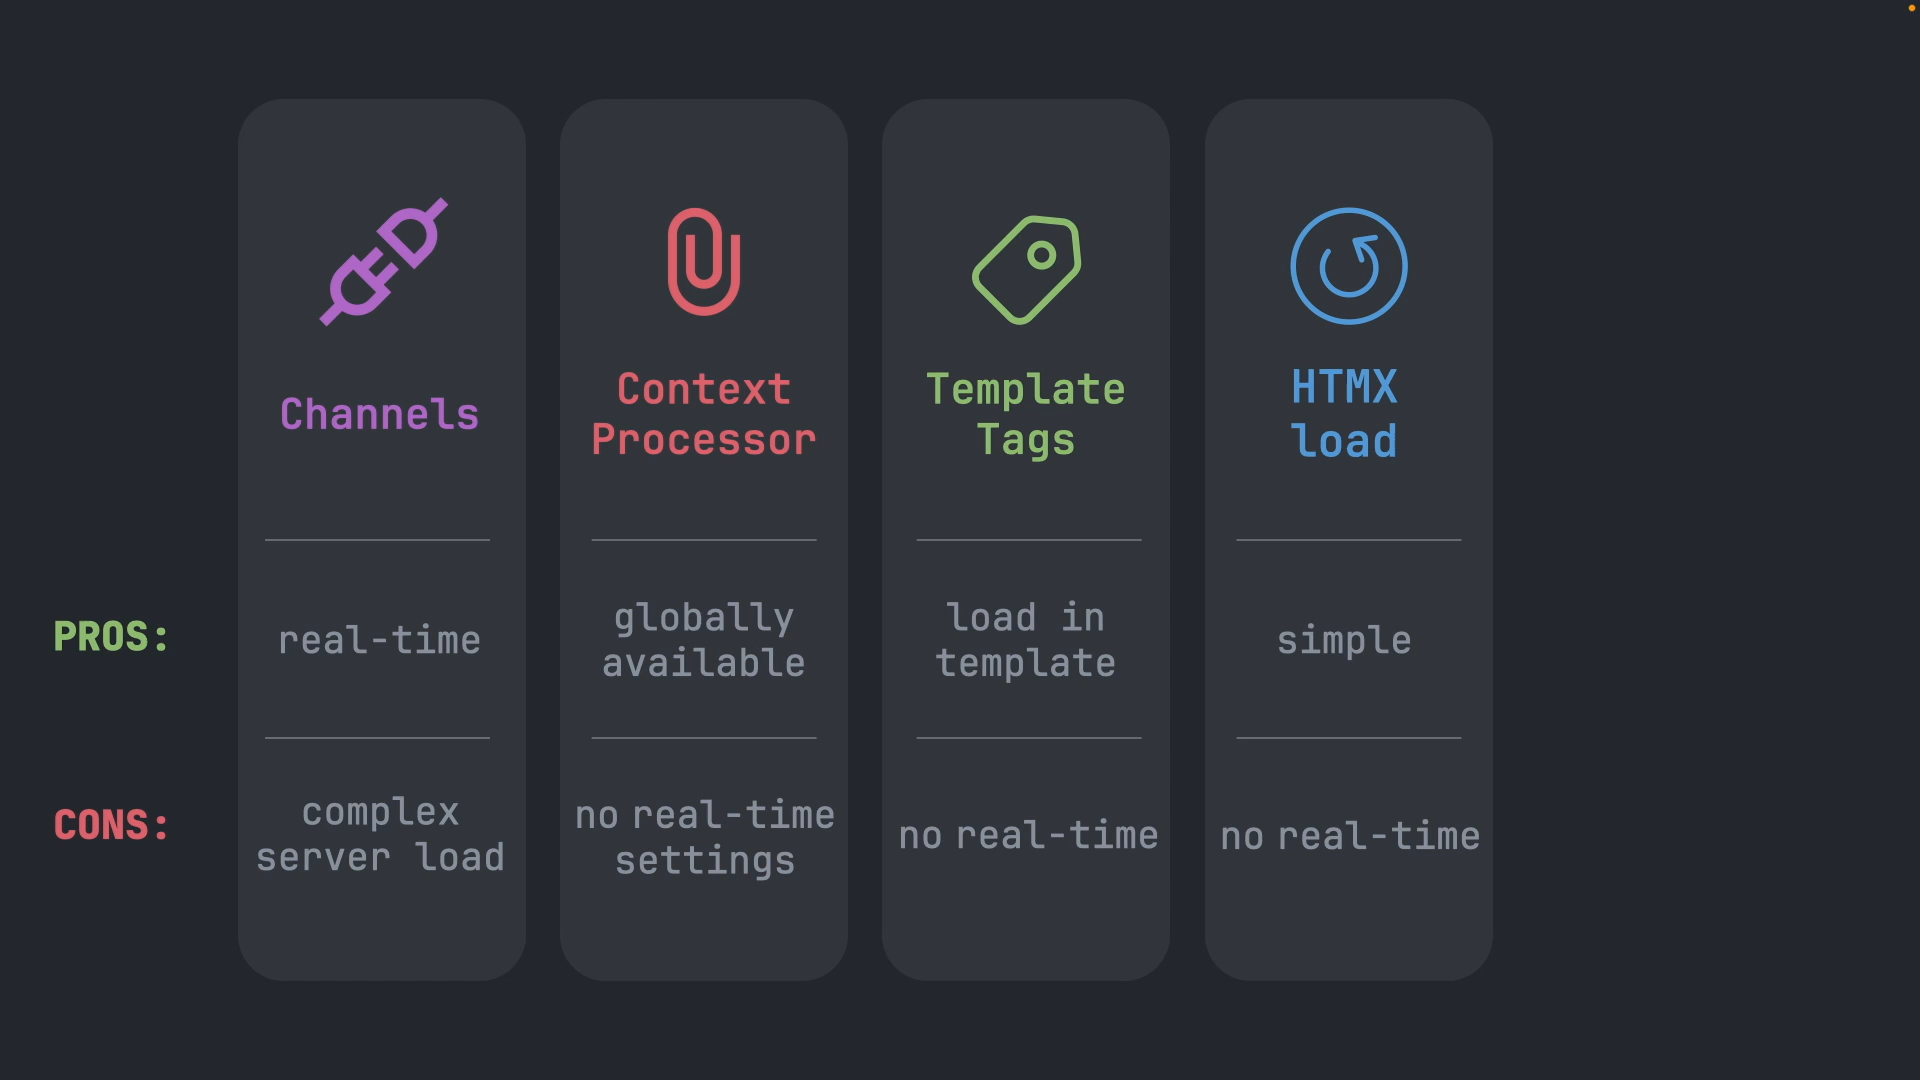 Channels
Context
Processor
Template
Tags
HTMX
load
PROS:
real-time
globally
available
load in
template
simple
CONS:
complex
server load
no real-time
settings
no real-time
no real-time